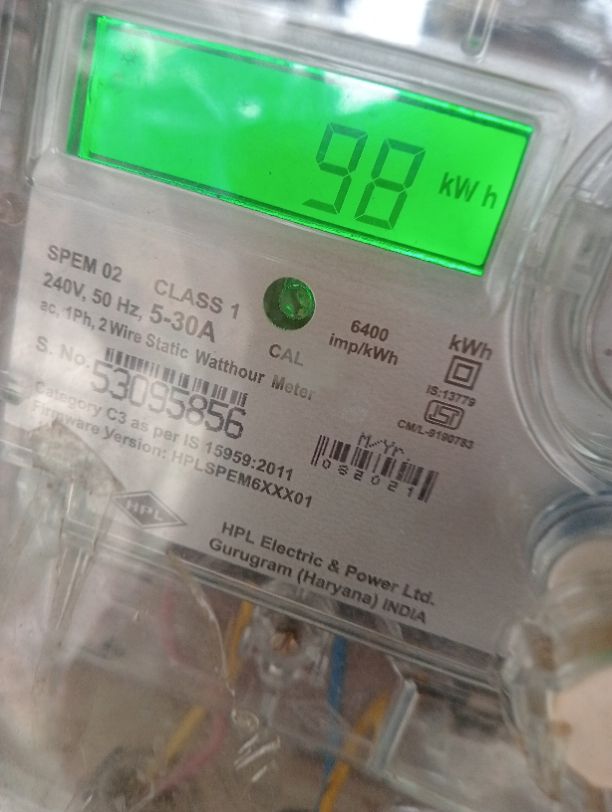 98 kWh
SPEM 02 CLASS 1
240V, 50 Hz, 5-30A
ac, 1Ph, 2 Wire Static Watthour Meter
CAL
6400
imp/kWh
kWh
IS:13779
CM/L-9190783
S. No.
53095856
Category C3 as per IS 15959:2011
Firmware Version: HPLSPEM6XXX01
M/Yr.
082021
HPL
HPL Electric & Power Ltd.
Gurugram (Haryana) INDIA